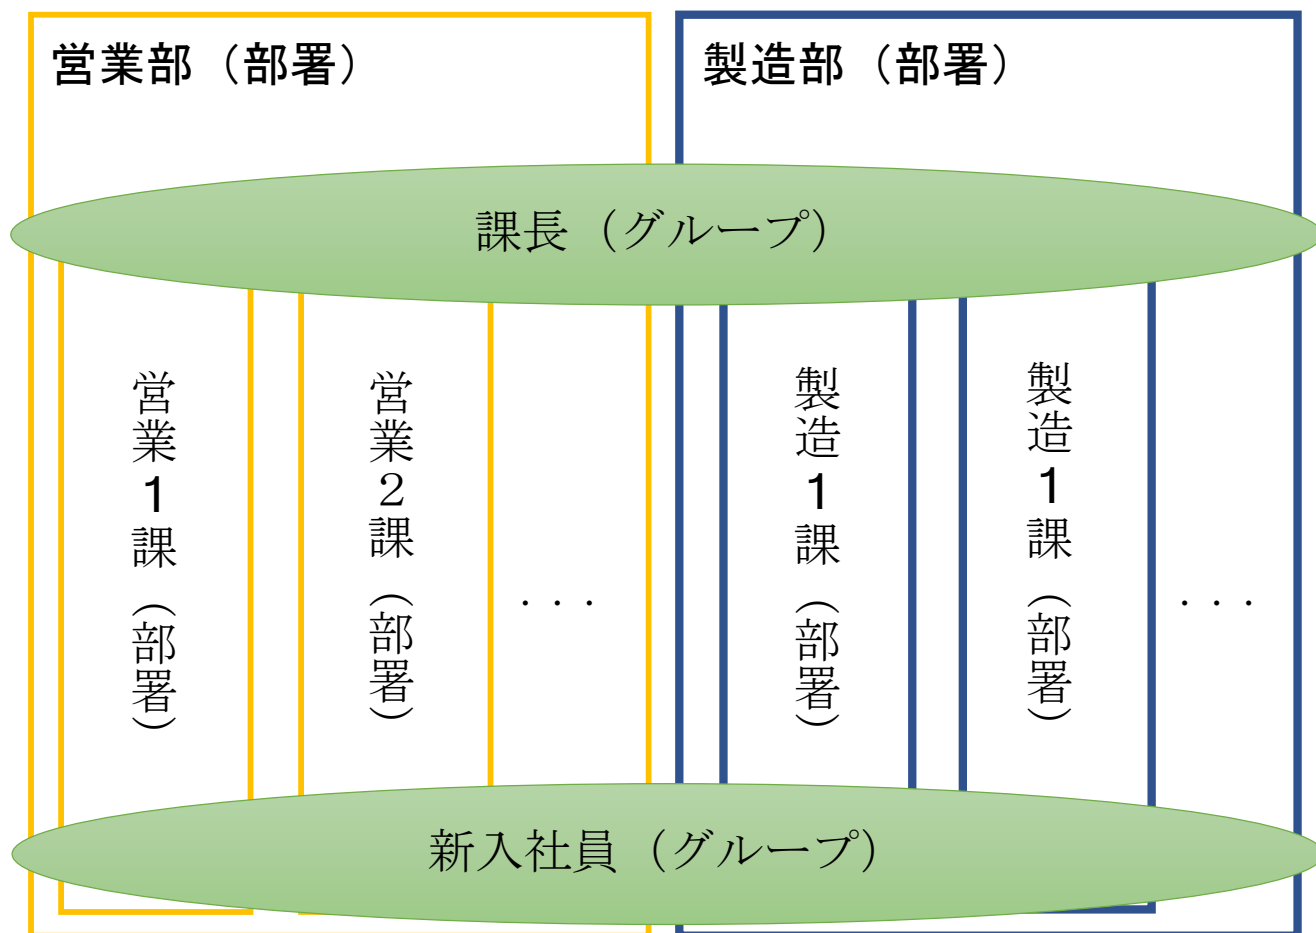 営業部（部署）
製造部（部署）
課長（グループ）
営業1課（部署）
営業２課（部署）
・・・
製造1課（部署）
製造1課（部署）
・・・
新入社員（グループ）